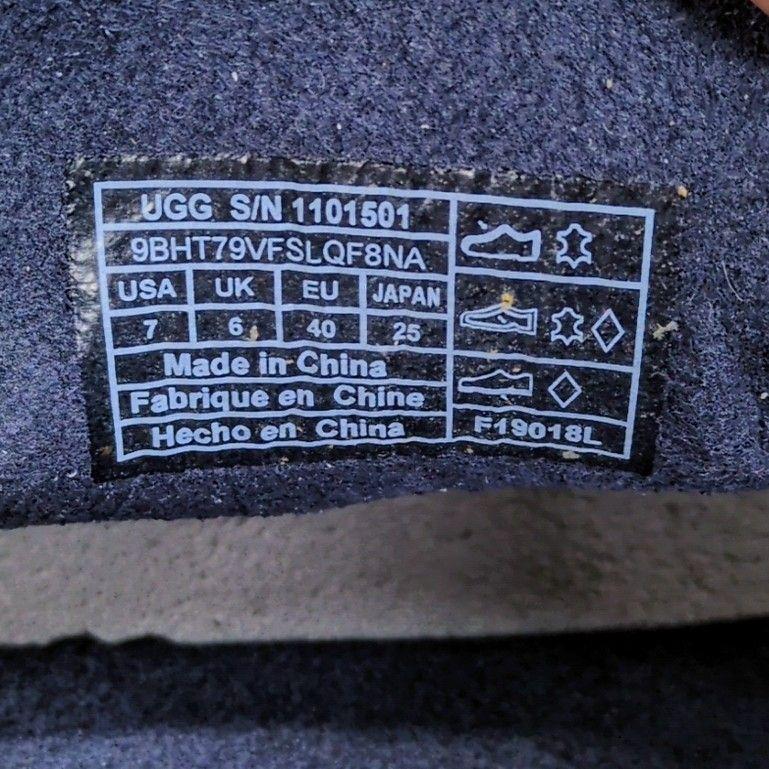 UGG S/N 1101501
9BHT79VFSLQF8NA
USA UK EU JAPAN
7 6 40 25
Made in China
Fabrique en Chine
Hecho en China
F19018L